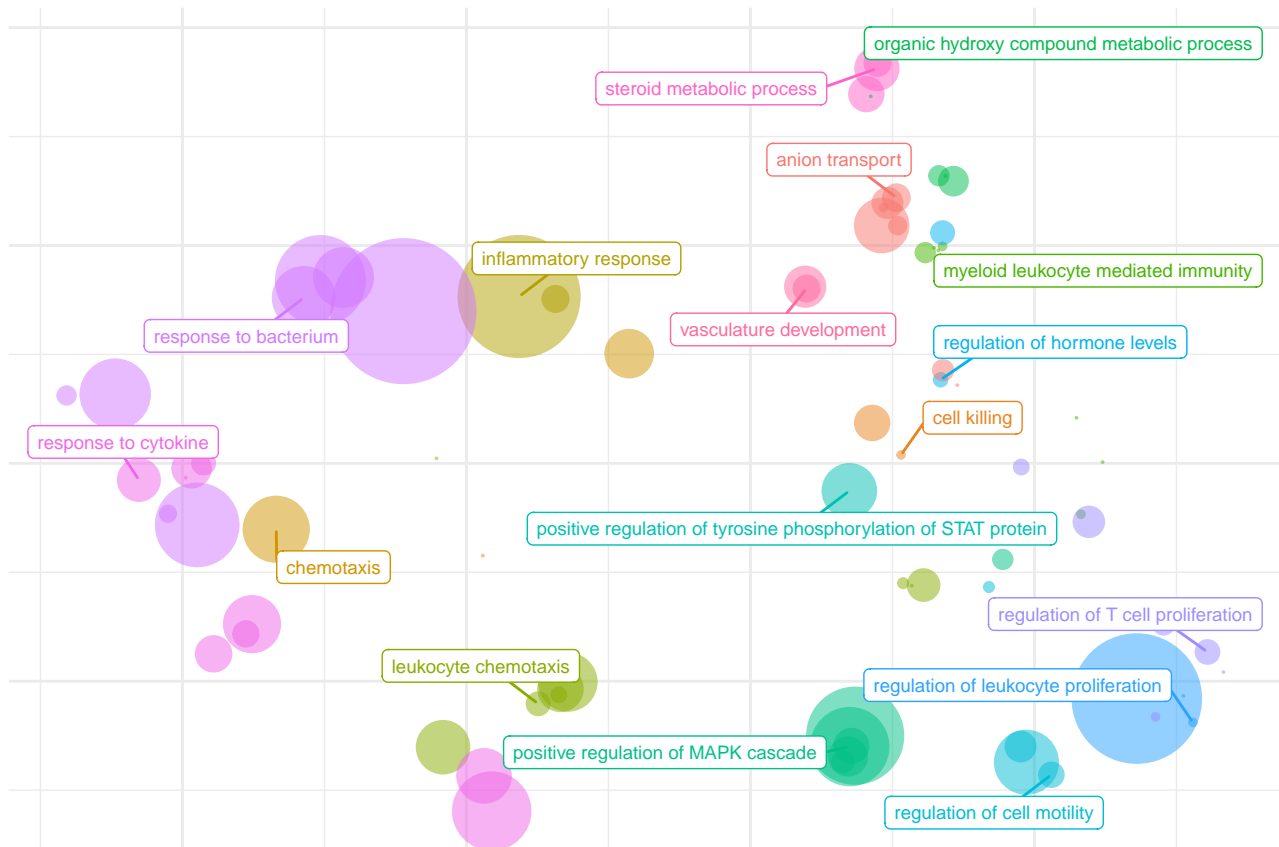 organic hydroxy compound metabolic process
steroid metabolic process
anion transport
inflammatory response
myeloid leukocyte mediated immunity
response to bacterium
vasculature development
regulation of hormone levels
cell killing
response to cytokine
positive regulation of tyrosine phosphorylation of STAT protein
chemotaxis
regulation of T cell proliferation
leukocyte chemotaxis
regulation of leukocyte proliferation
positive regulation of MAPK cascade
regulation of cell motility